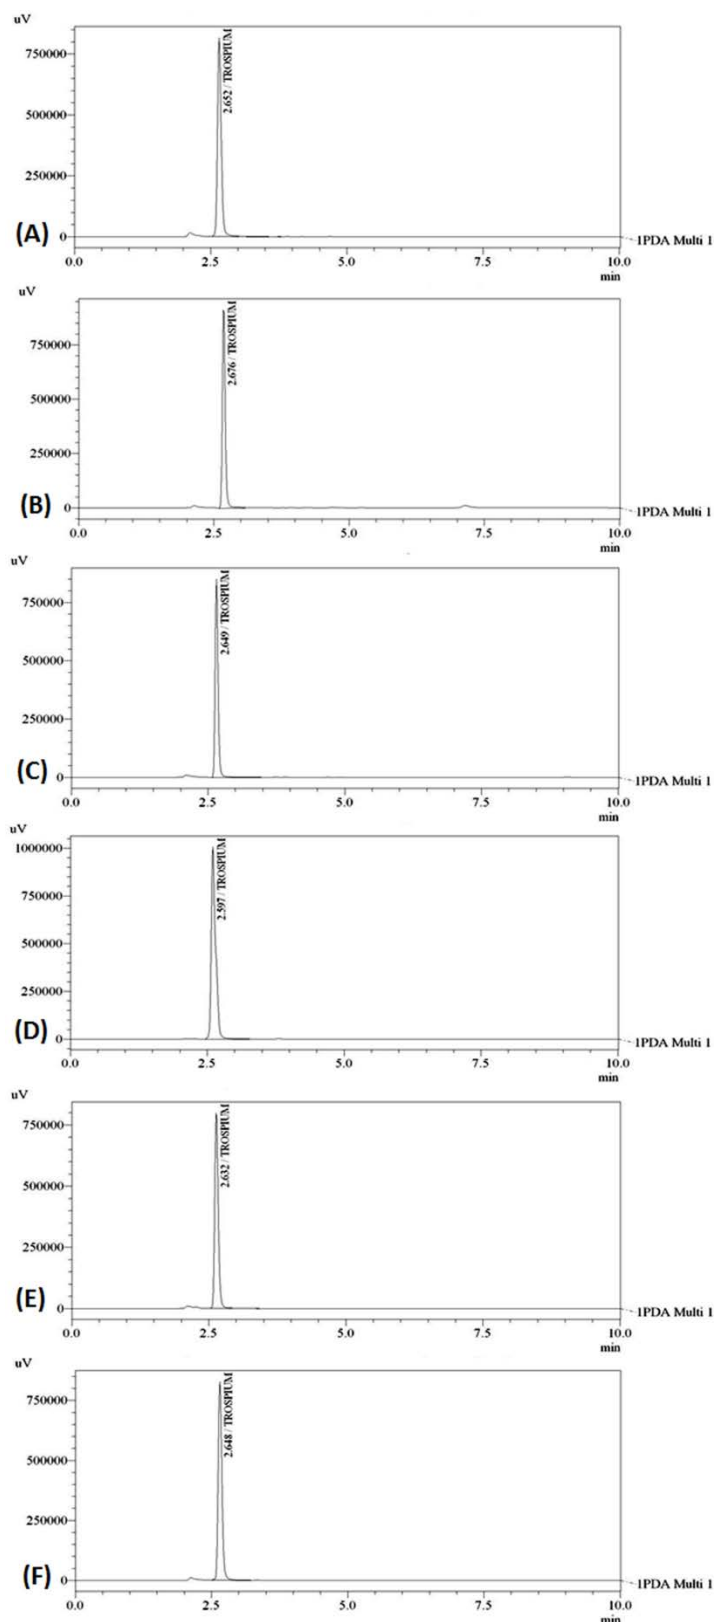 uV
750000
2.652 / TROSPIUM
500000
250000
0
(A)
1PDA Multi 1
0.0 2.5 5.0 7.5 10.0
min
uV
750000
2.676 / TROSPIUM
500000
250000
0
(B)
1PDA Multi 1
0.0 2.5 5.0 7.5 10.0
min
uV
750000
2.649 / TROSPIUM
500000
250000
0
(C)
1PDA Multi 1
0.0 2.5 5.0 7.5 10.0
min
uV
1000000
2.597 / TROSPIUM
750000
500000
250000
0
(D)
1PDA Multi 1
0.0 2.5 5.0 7.5 10.0
min
uV
750000
2.632 / TROSPIUM
500000
250000
0
(E)
1PDA Multi 1
0.0 2.5 5.0 7.5 10.0
min
uV
750000
2.648 / TROSPIUM
500000
250000
0
(F)
1PDA Multi 1
0.0 2.5 5.0 7.5 10.0
min